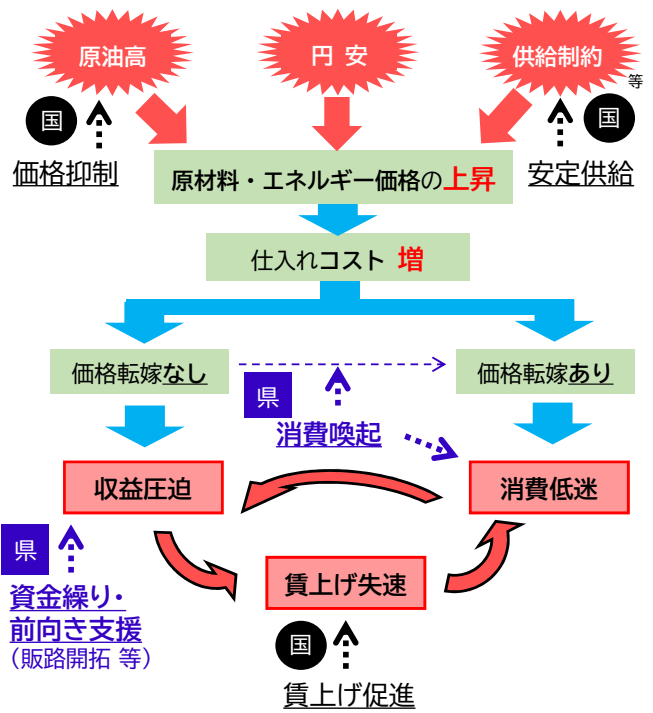 原油高
円 安
供給制約
等
国
国
価格抑制
安定供給
原材料・エネルギー価格の上昇
仕入れコスト 増
価格転嫁なし
価格転嫁あり
県
消費喚起
収益圧迫
消費低迷
県
資金繰り・
前向き支援
（販路開拓 等）
賃上げ失速
国
賃上げ促進